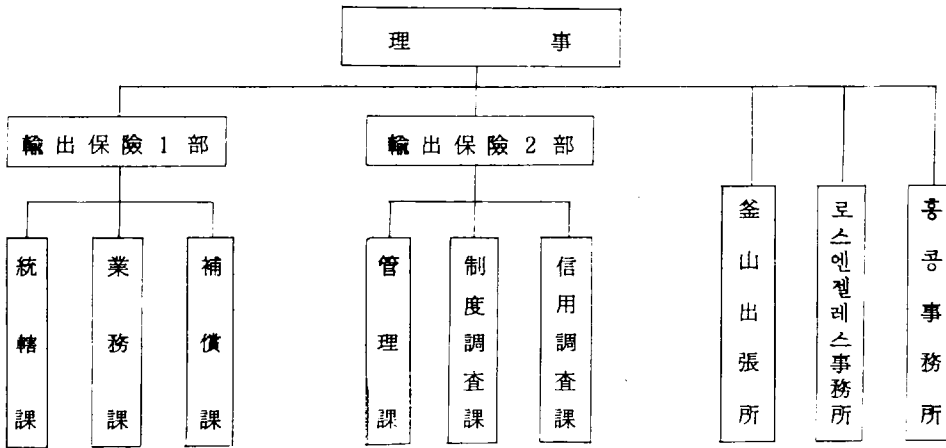 理事
輸出保險1部
輸出保險2部
統轄課
業務課
補償課
管理課
制度調査課
信用調査課
釜山出張所
로스엔젤레스事務所
홍콩事務所